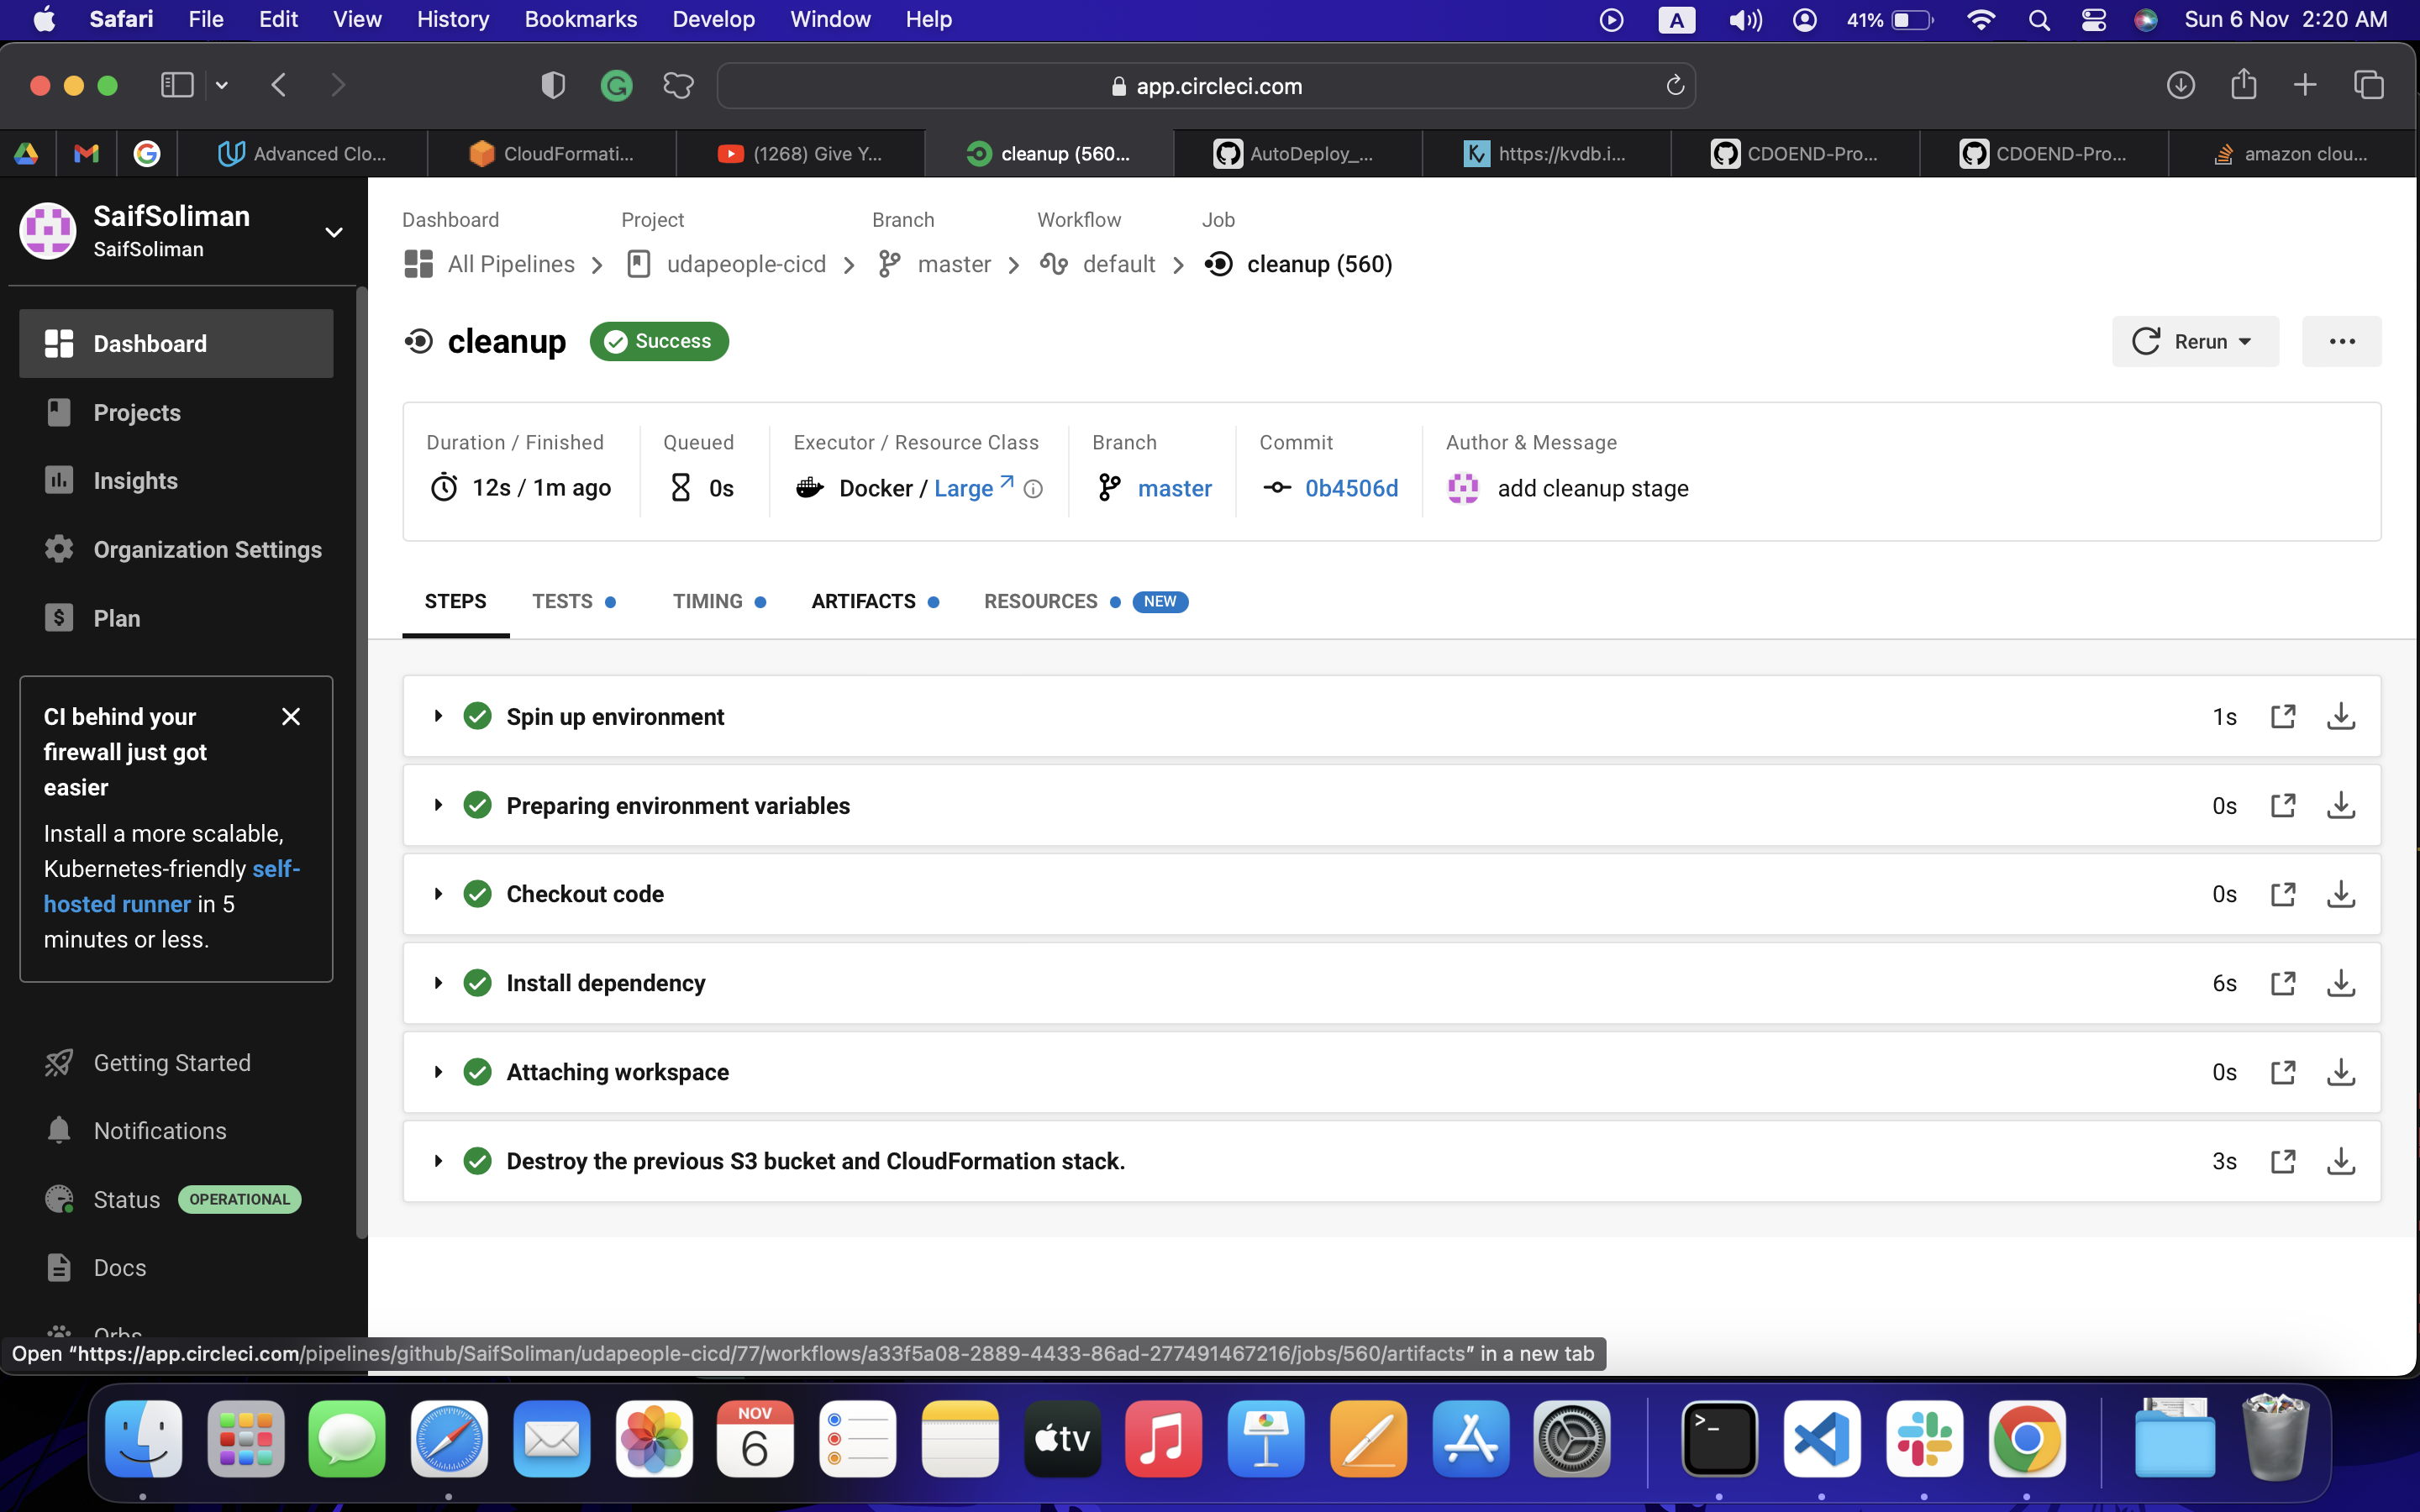 Safari File Edit View History Bookmarks Develop Window Help
A 41% Sun 6 Nov 2:20 AM
app.circleci.com
Advanced Clo... CloudFormati... (1268) Give Y... cleanup (560... AutoDeploy_... https://kvdb.i... CDOEND-Pro... CDOEND-Pro... amazon clou...
SaifSoliman
SaifSoliman
Dashboard
Projects
Insights
Organization Settings
Plan
CI behind your
firewall just got
easier
Install a more scalable,
Kubernetes-friendly self-
hosted runner in 5
minutes or less.
Getting Started
Notifications
Status OPERATIONAL
Docs
Orbs
Dashboard Project Branch Workflow Job
All Pipelines udapeople-cicd master default cleanup (560)
cleanup Success
Rerun
Duration / Finished Queued Executor / Resource Class Branch Commit Author & Message
12s / 1m ago 0s Docker / Large master 0b4506d add cleanup stage
STEPS TESTS TIMING ARTIFACTS RESOURCES NEW
Spin up environment 1s
Preparing environment variables 0s
Checkout code 0s
Install dependency 6s
Attaching workspace 0s
Destroy the previous S3 bucket and CloudFormation stack. 3s
Open “https://app.circleci.com/pipelines/github/SaifSoliman/udapeople-cicd/77/workflows/a33f5a08-2889-4433-86ad-277491467216/jobs/560/artifacts” in a new tab
NOV
6
tv